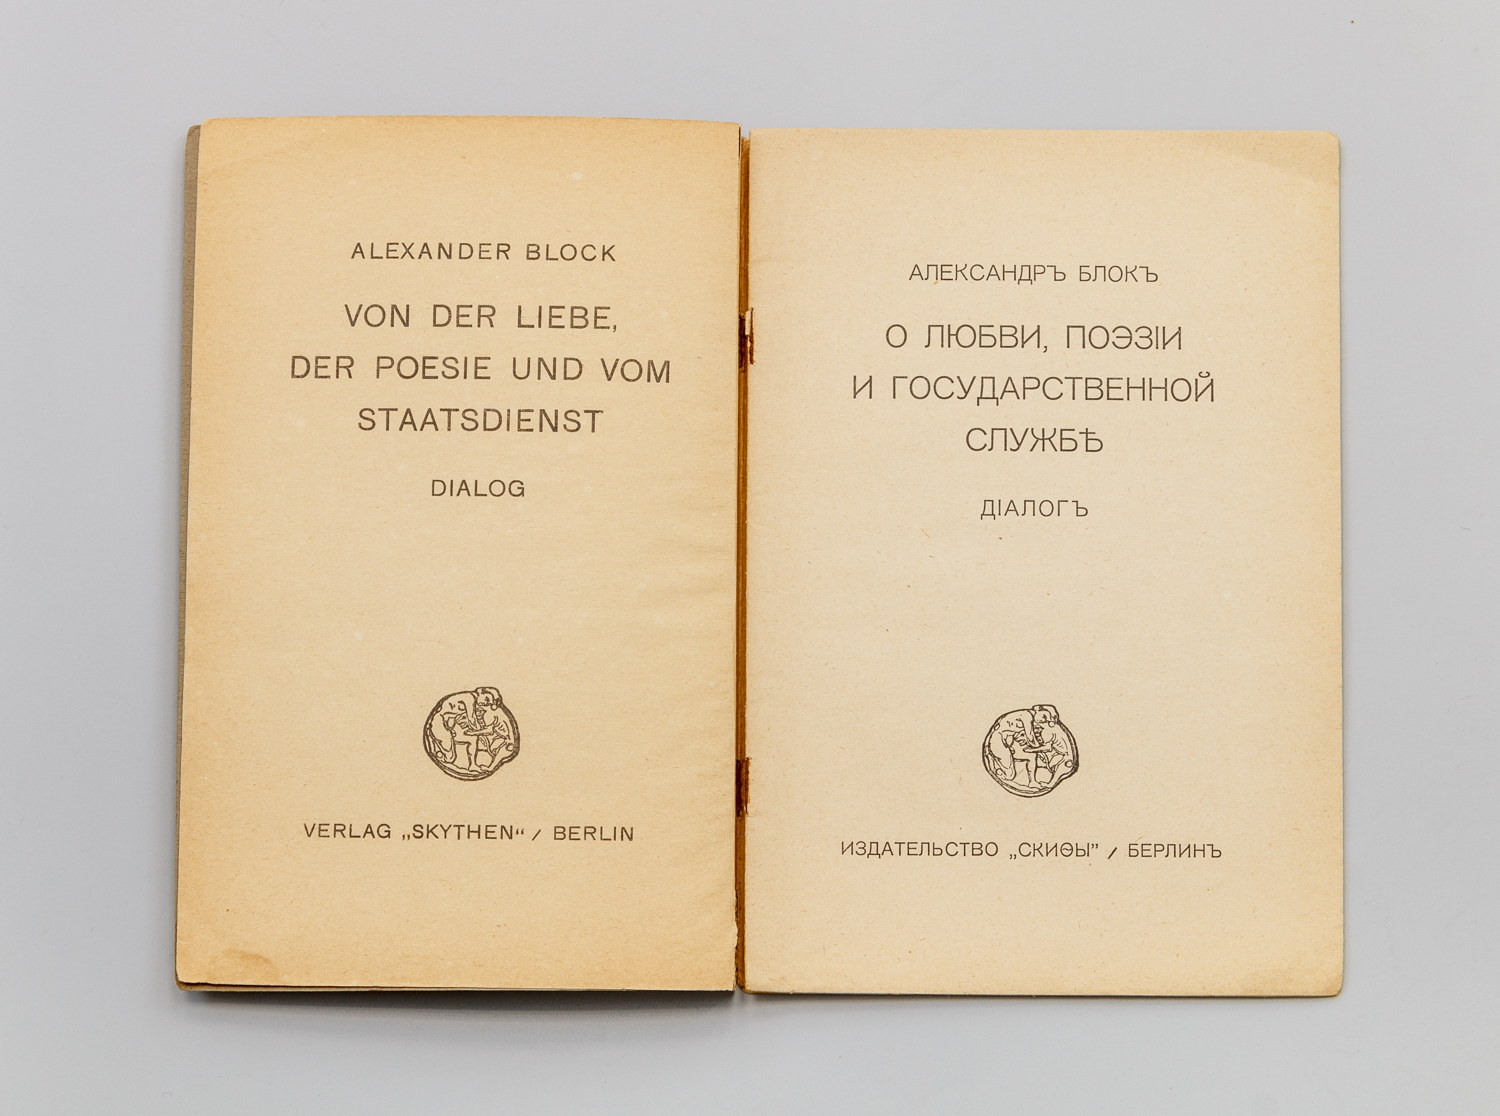 ALEXANDER BLOCK
VON DER LIEBE,
DER POESIE UND VOM
STAATSDIENST
DIALOG
VERLAG „SKYTHEN“ / BERLIN
АЛЕКСАНДРЪ БЛОКЪ
О ЛЮБВИ, ПОЭЗІИ
И ГОСУДАРСТВЕННОЙ
СЛУЖБѢ
ДІАЛОГЪ
ИЗДАТЕЛЬСТВО „СКИѲЫ” / БЕРЛИНЪ